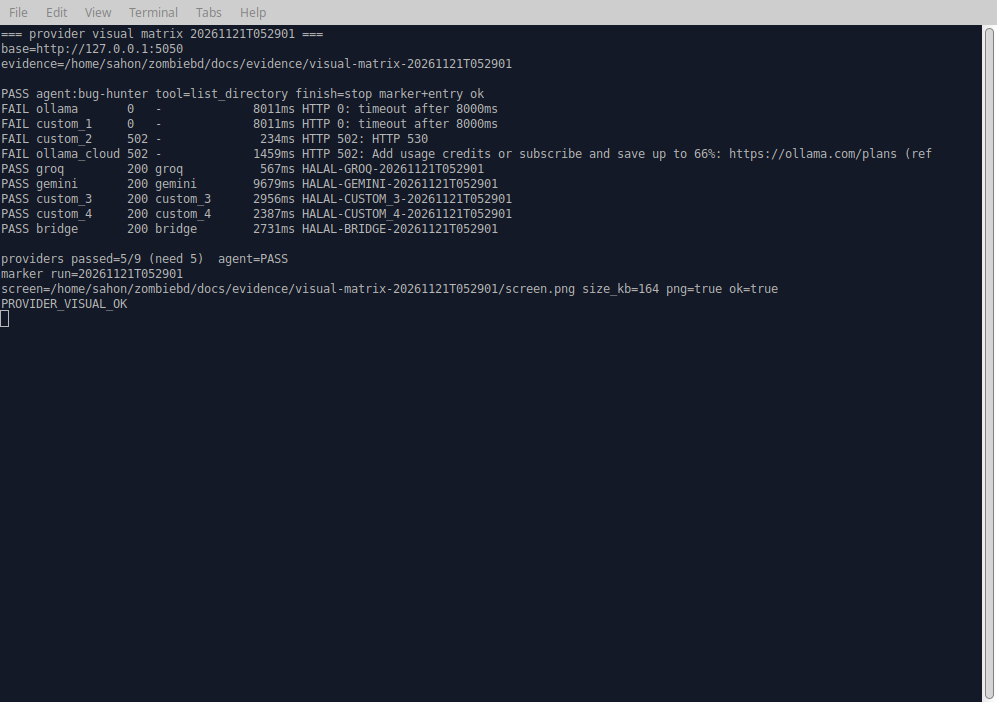 File Edit View Terminal Tabs Help
=== provider visual matrix 20261121T052901 ===
base=http://127.0.0.1:5050
evidence=/home/sahon/zombiebd/docs/evidence/visual-matrix-20261121T052901
PASS agent:bug-hunter tool=list_directory finish=stop marker+entry ok
FAIL ollama       0   -             8011ms HTTP 0: timeout after 8000ms
FAIL custom_1     0   -             8011ms HTTP 0: timeout after 8000ms
FAIL custom_2     502 -              234ms HTTP 502: HTTP 530
FAIL ollama_cloud 502 -             1459ms HTTP 502: Add usage credits or subscribe and save up to 66%: https://ollama.com/plans (ref
PASS groq         200 groq           567ms HALAL-GROQ-20261121T052901
PASS gemini       200 gemini        9679ms HALAL-GEMINI-20261121T052901
PASS custom_3     200 custom_3      2956ms HALAL-CUSTOM_3-20261121T052901
PASS custom_4     200 custom_4      2387ms HALAL-CUSTOM_4-20261121T052901
PASS bridge       200 bridge        2731ms HALAL-BRIDGE-20261121T052901
providers passed=5/9 (need 5)  agent=PASS
marker run=20261121T052901
screen=/home/sahon/zombiebd/docs/evidence/visual-matrix-20261121T052901/screen.png size_kb=164 png=true ok=true
PROVIDER_VISUAL_OK